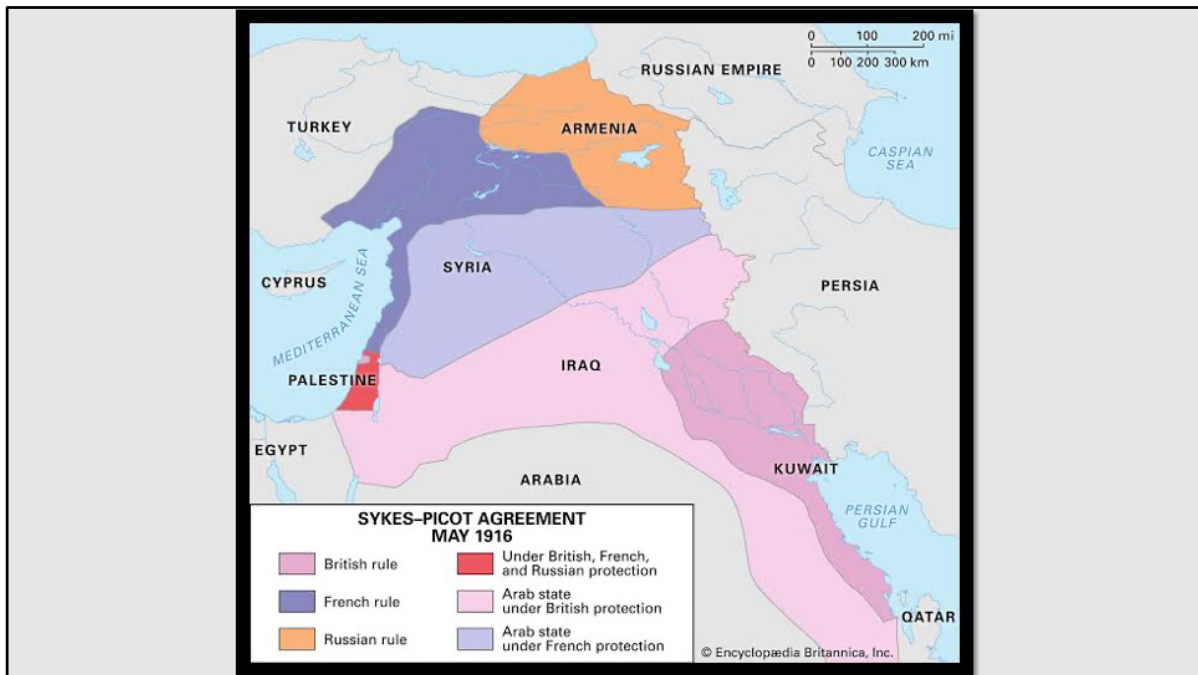 0 100 200 mi
0 100 200 300 km
RUSSIAN EMPIRE
TURKEY
ARMENIA
CASPIAN
SEA
SYRIA
CYPRUS
MEDITERRANEAN SEA
PERSIA
IRAQ
PALESTINE
EGYPT
ARABIA
KUWAIT
PERSIAN
GULF
QATAR
SYKES–PICOT AGREEMENT
MAY 1916
British rule
French rule
Russian rule
Under British, French,
and Russian protection
Arab state
under British protection
Arab state
under French protection
© Encyclopædia Britannica, Inc.